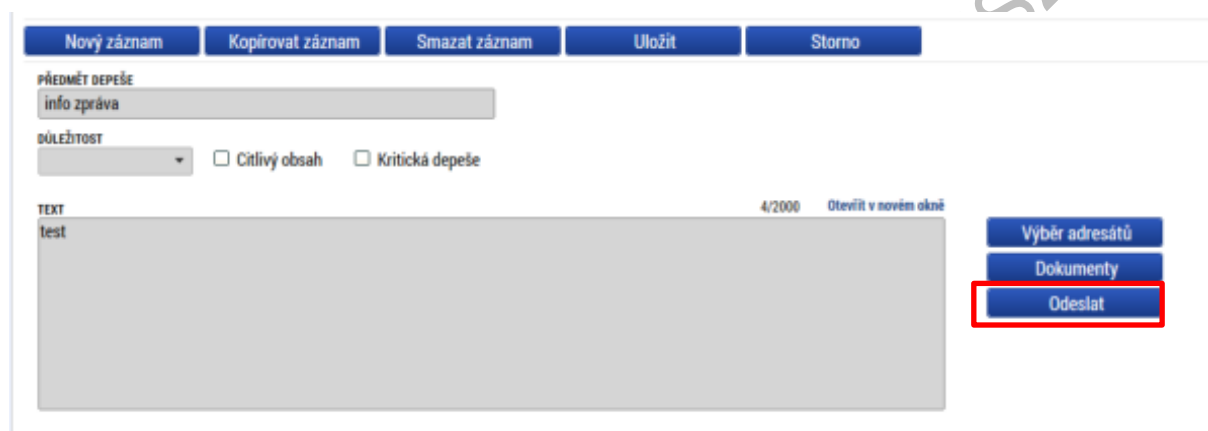 Nový záznam Kopírovat záznam Smazat záznam Uložit Storno
PŘEDMĚT DEPEŠE
info zpráva
DŮLEŽITOST
Citlivý obsah Kritická depeše
TEXT 4/2000 Otevřít v novém okně
test
Výběr adresátů
Dokumenty
Odeslat